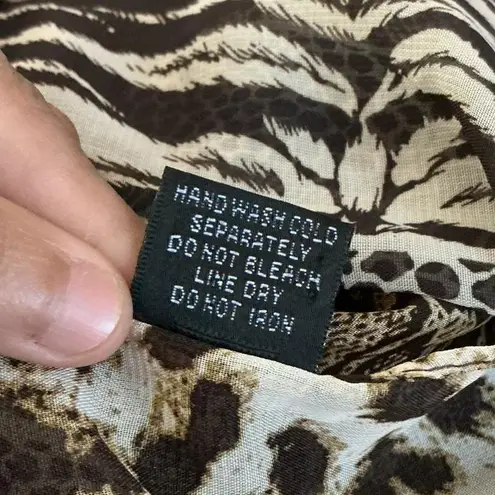 HAND WASH COLD
SEPARATELY
DO NOT BLEACH
LINE DRY
DO NOT IRON